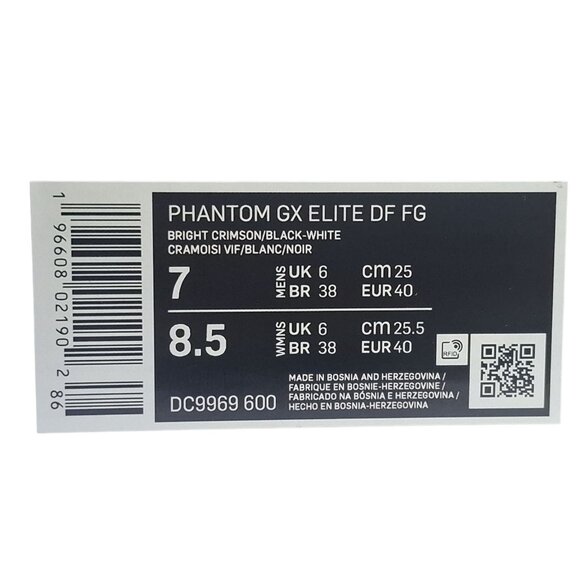 1 96608 02190 2 86
PHANTOM GX ELITE DF FG
BRIGHT CRIMSON/BLACK-WHITE
CRAMOISI VIF/BLANC/NOIR
7 MENS UK 6 cm 25
BR 38 EUR 40
8.5 WMNS UK 6 cm 25.5
BR 38 EUR 40
RFID
DC9969 600
MADE IN BOSNIA AND HERZEGOVINA /
FABRIQUE EN BOSNIE-HERZEGOVINE /
FABRICADO NA BÓSNIA E HERZEGOVINA /
HECHO EN BOSNIA-HERZEGOVINA